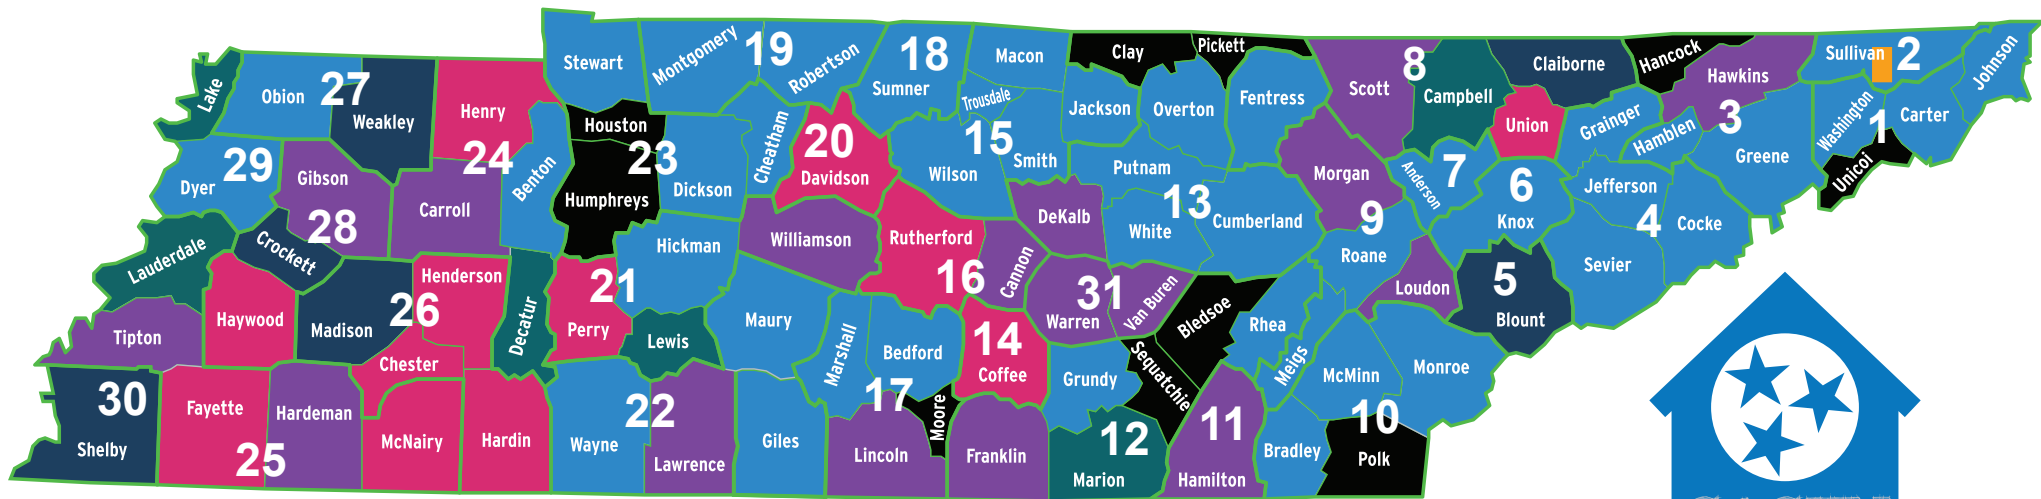 Stewart
Montgomery
19
Robertson
18
Sumner
Macon
Trousdale
Clay
Pickett
Scott
8
Campbell
Claiborne
Hancock
Hawkins
3
Sullivan
2
Johnson
Lake
Obion
27
Weakley
Henry
24
Houston
23
Humphreys
Dickson
Cheatham
20
Davidson
15
Wilson
Smith
Jackson
Overton
Fentress
Putnam
13
White
Cumberland
Morgan
9
Roane
Anderson
7
Union
6
Knox
Grainger
Hamblen
Jefferson
4
Cocke
Sevier
Greene
Washington
1
Carter
Unicoi
Dyer
29
Gibson
28
Carroll
Benton
Crockett
Lauderdale
Tipton
Haywood
Madison
26
Henderson
Chester
Decatur
21
Perry
Hickman
Lewis
Williamson
Rutherford
16
Cannon
DeKalb
31
Warren
Van Buren
Bledsoe
Sequatchie
Rhea
Meigs
Loudon
5
Blount
Monroe
McMinn
10
Polk
Bradley
11
Hamilton
12
Marion
Grundy
14
Coffee
Franklin
Moore
Bedford
17
Lincoln
Marshall
Maury
Giles
22
Lawrence
Wayne
Hardin
McNairy
Hardeman
25
Fayette
30
Shelby